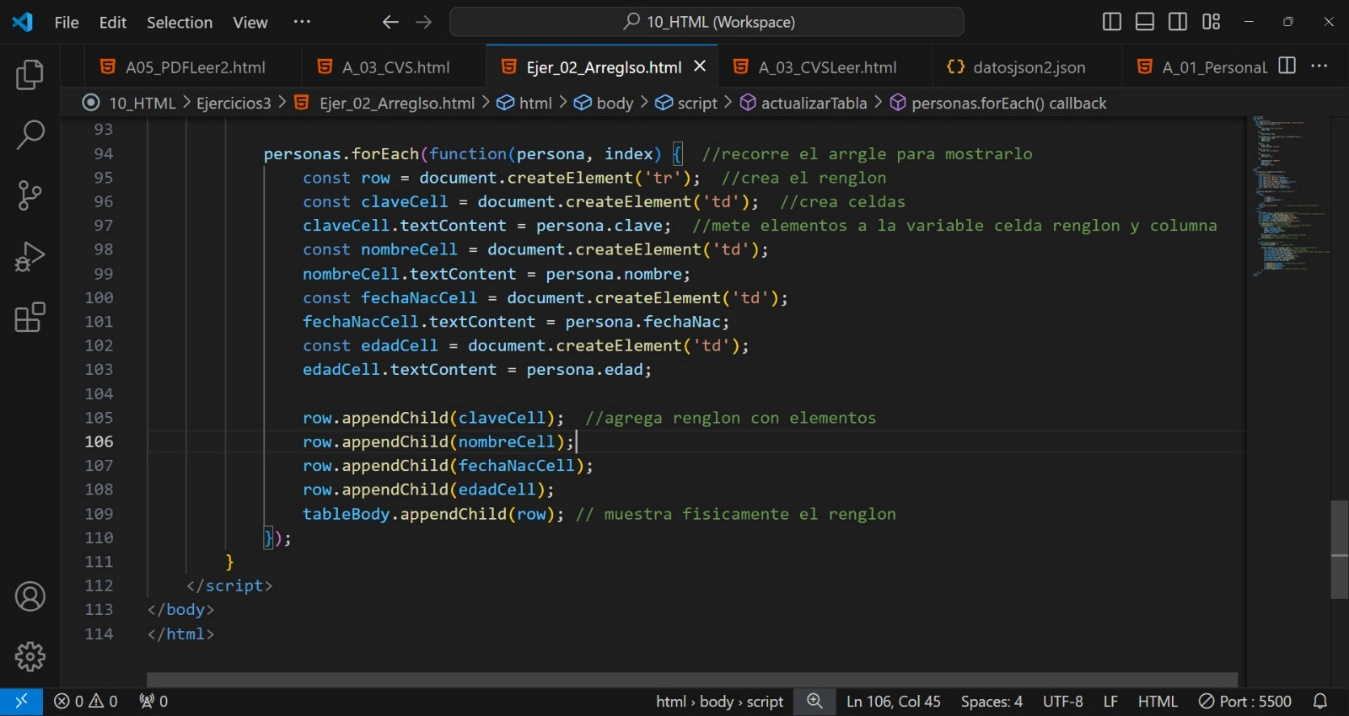 File Edit Selection View ··· 10_HTML (Workspace)
A05_PDFLeer2.html A_03_CVS.html Ejer_02_Arreglso.html A_03_CVSLeer.html datosjson2.json A_01_Personal
10_HTML > Ejercicios3 > Ejer_02_Arreglso.html > html > body > script > actualizarTabla > personas.forEach() callback
93
94 personas.forEach(function(persona, index) { //recorre el arrgle para mostrarlo
95 const row = document.createElement('tr'); //crea el renglon
96 const claveCell = document.createElement('td'); //crea celdas
97 claveCell.textContent = persona.clave; //mete elementos a la variable celda renglon y columna
98 const nombreCell = document.createElement('td');
99 nombreCell.textContent = persona.nombre;
100 const fechaNacCell = document.createElement('td');
101 fechaNacCell.textContent = persona.fechaNac;
102 const edadCell = document.createElement('td');
103 edadCell.textContent = persona.edad;
104
105 row.appendChild(claveCell); //agrega renglon con elementos
106 row.appendChild(nombreCell);
107 row.appendChild(fechaNacCell);
108 row.appendChild(edadCell);
109 tableBody.appendChild(row); // muestra fisicamente el renglon
110 });
111 }
112 </script>
113 </body>
114 </html>
0 0 0 html › body › script Ln 106, Col 45 Spaces: 4 UTF-8 LF HTML Port : 5500